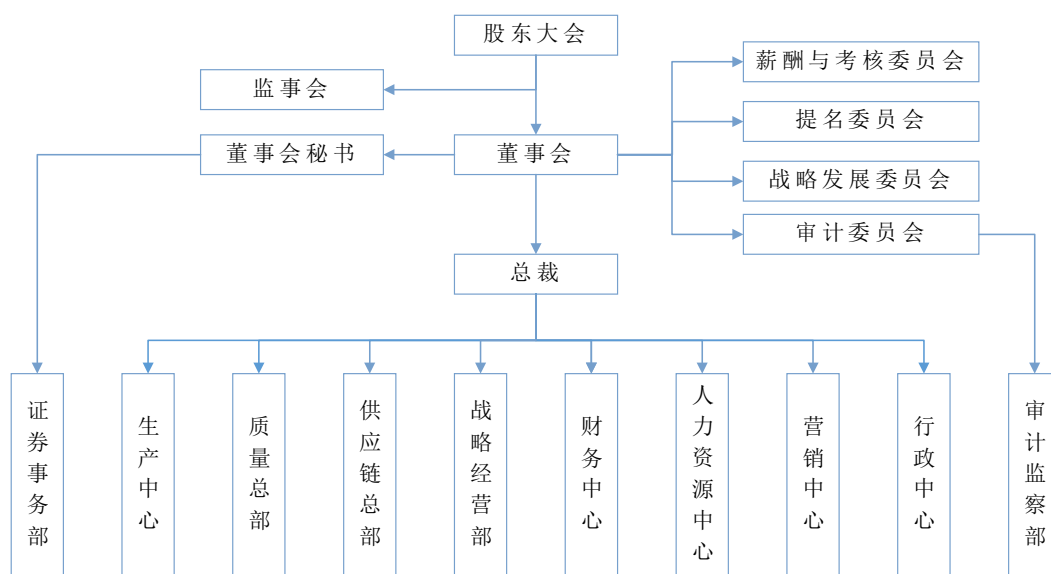 股东大会
监事会
薪酬与考核委员会
提名委员会
董事会秘书
董事会
战略发展委员会
审计委员会
总裁
证券事务部
生产中心
质量总部
供应链总部
战略经营部
财务中心
人力资源中心
营销中心
行政中心
审计监察部